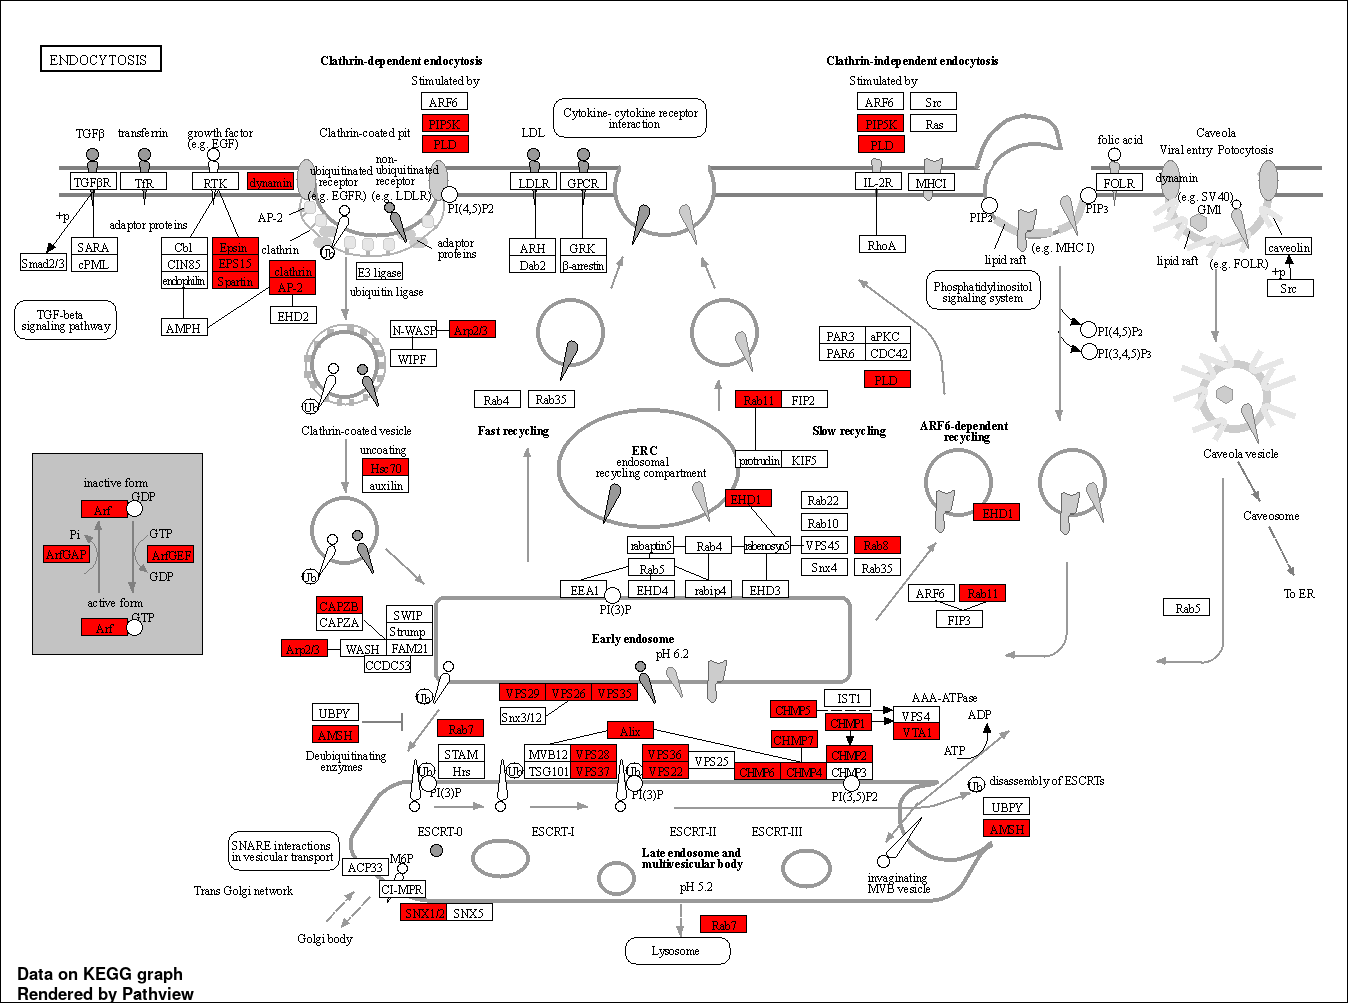 ENDOCYTOSIS
Clathrin-dependent endocytosis
Stimulated by
ARF6
PIP5K
PLD
Clathrin-independent endocytosis
Stimulated by
ARF6
Src
PIP5K
Ras
PLD
Cytokine- cytokine receptor
interaction
TGFβ
transferrin
growth factor
(e.g. EGF)
Clathrin-coated pit
LDL
folic acid
Caveola
Viral entry
Potocytosis
TGFβR
TfR
RTK
dynamin
ubiquitinated
receptor
(e.g. EGFR)
non-
ubiquitinated
receptor
(e.g. LDLR)
LDLR
GPCR
IL-2R
MHCI
FOLR
dynamin
(e.g. SV40)
GM1
PI(4,5)P2
PIP2
PIP3
+p
adaptor proteins
AP-2
clathrin
Ub
adaptor
proteins
Smad2/3
SARA
cPML
Cbl
CIN85
endophilin
Epsin
EPS15
Spartin
clathrin
AP-2
EHD2
AMPH
E3 ligase
ubiquitin ligase
ARH
Dab2
GRK
β-arrestin
RhoA
lipid raft
(e.g. MHC I)
lipid raft
(e.g. FOLR)
caveolin
+p
Src
TGF-beta
signaling pathway
Phosphatidylinositol
signaling system
N-WASP
Arp2/3
WIPF
PI(4,5)P2
PI(3,4,5)P3
PAR3
aPKC
PAR6
CDC42
PLD
Ub
Rab4
Rab35
Rab11
FIP2
Clathrin-coated vesicle
Fast recycling
Slow recycling
ARF6-dependent
recycling
uncoating
Hsc70
auxilin
ERC
endosomal
recycling compartment
protrudin
KIF5
Caveola vesicle
inactive form
GDP
Arf
Pi
GTP
ArfGAP
ArfGEF
GDP
active form
GTP
Arf
EHD1
Rab22
Rab10
EHD1
Caveosome
rabaptin5
Rab4
rabenosyn5
VPS45
Rab8
Rab5
Snx4
Rab35
Ub
EEA1
EHD4
rabip4
EHD3
PI(3)P
ARF6
Rab11
FIP3
To ER
Rab5
CAPZB
CAPZA
SWIP
Strump
Arp2/3
WASH
FAM21
CCDC53
Early endosome
pH 6.2
Ub
VPS29
VPS26
VPS35
Snx3/12
UBPY
AMSH
Deubiquitinating
enzymes
Rab7
Alix
CHMP5
IST1
CHMP1
AAA-ATPase
VPS4
VTA1
ADP
ATP
CHMP7
CHMP2
STAM
Hrs
MVB12
VPS28
TSG101
VPS37
VPS36
VPS22
VPS25
CHMP6
CHMP4
CHMP3
Ub
PI(3)P
Ub
Ub
PI(3)P
PI(3,5)P2
Ub
disassembly of ESCRTs
UBPY
AMSH
ESCRT-0
ESCRT-I
ESCRT-II
ESCRT-III
SNARE interactions
in vesicular transport
ACP33
M6P
CI-MPR
Late endosome and
multivesicular body
pH 5.2
invaginating
MVB vesicle
Trans Golgi network
SNX1/2
SNX5
Golgi body
Rab7
Lysosome
Data on KEGG graph
Rendered by Pathview